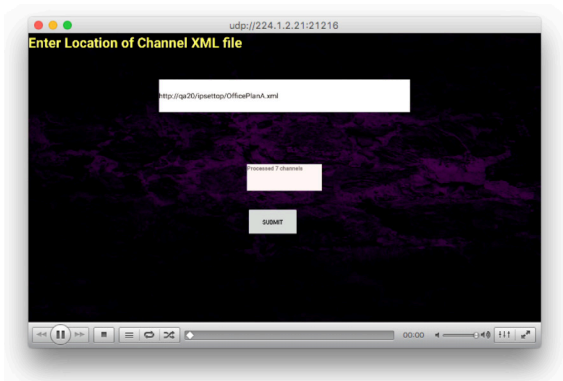 udp://224.1.2.21:21216
Enter Location of Channel XML file
http://qa20/ipsettop/OfficePlanA.xml
Processed 7 channels
SUBMIT
00:00